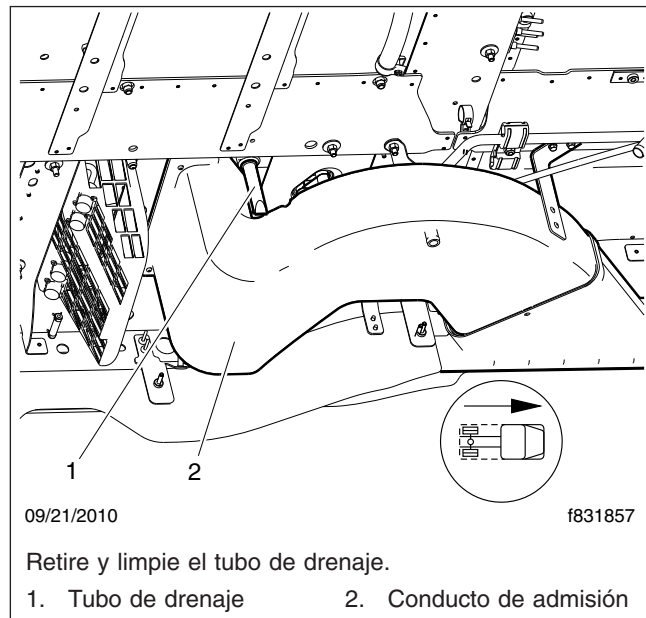 1
2
09/21/2010
f831857
Retire y limpie el tubo de drenaje.
1. Tubo de drenaje
2. Conducto de admisión